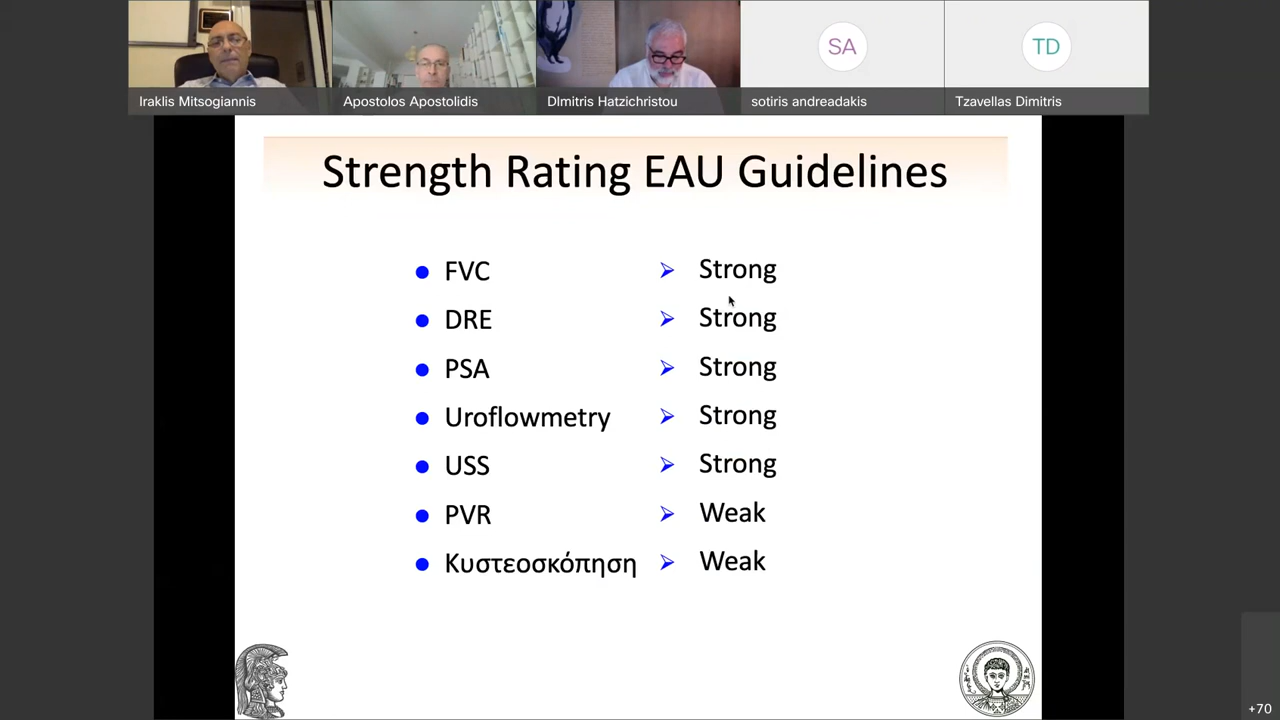 SA
TD
Iraklis Mitsogiannis
Apostolos Apostolidis
DImitris Hatzichristou
sotiris andreadakis
Tzavellas Dimitris
Strength Rating EAU Guidelines
FVC Strong
DRE Strong
PSA Strong
Uroflowmetry Strong
USS Strong
PVR Weak
Κυστεοσκόπηση Weak
+70